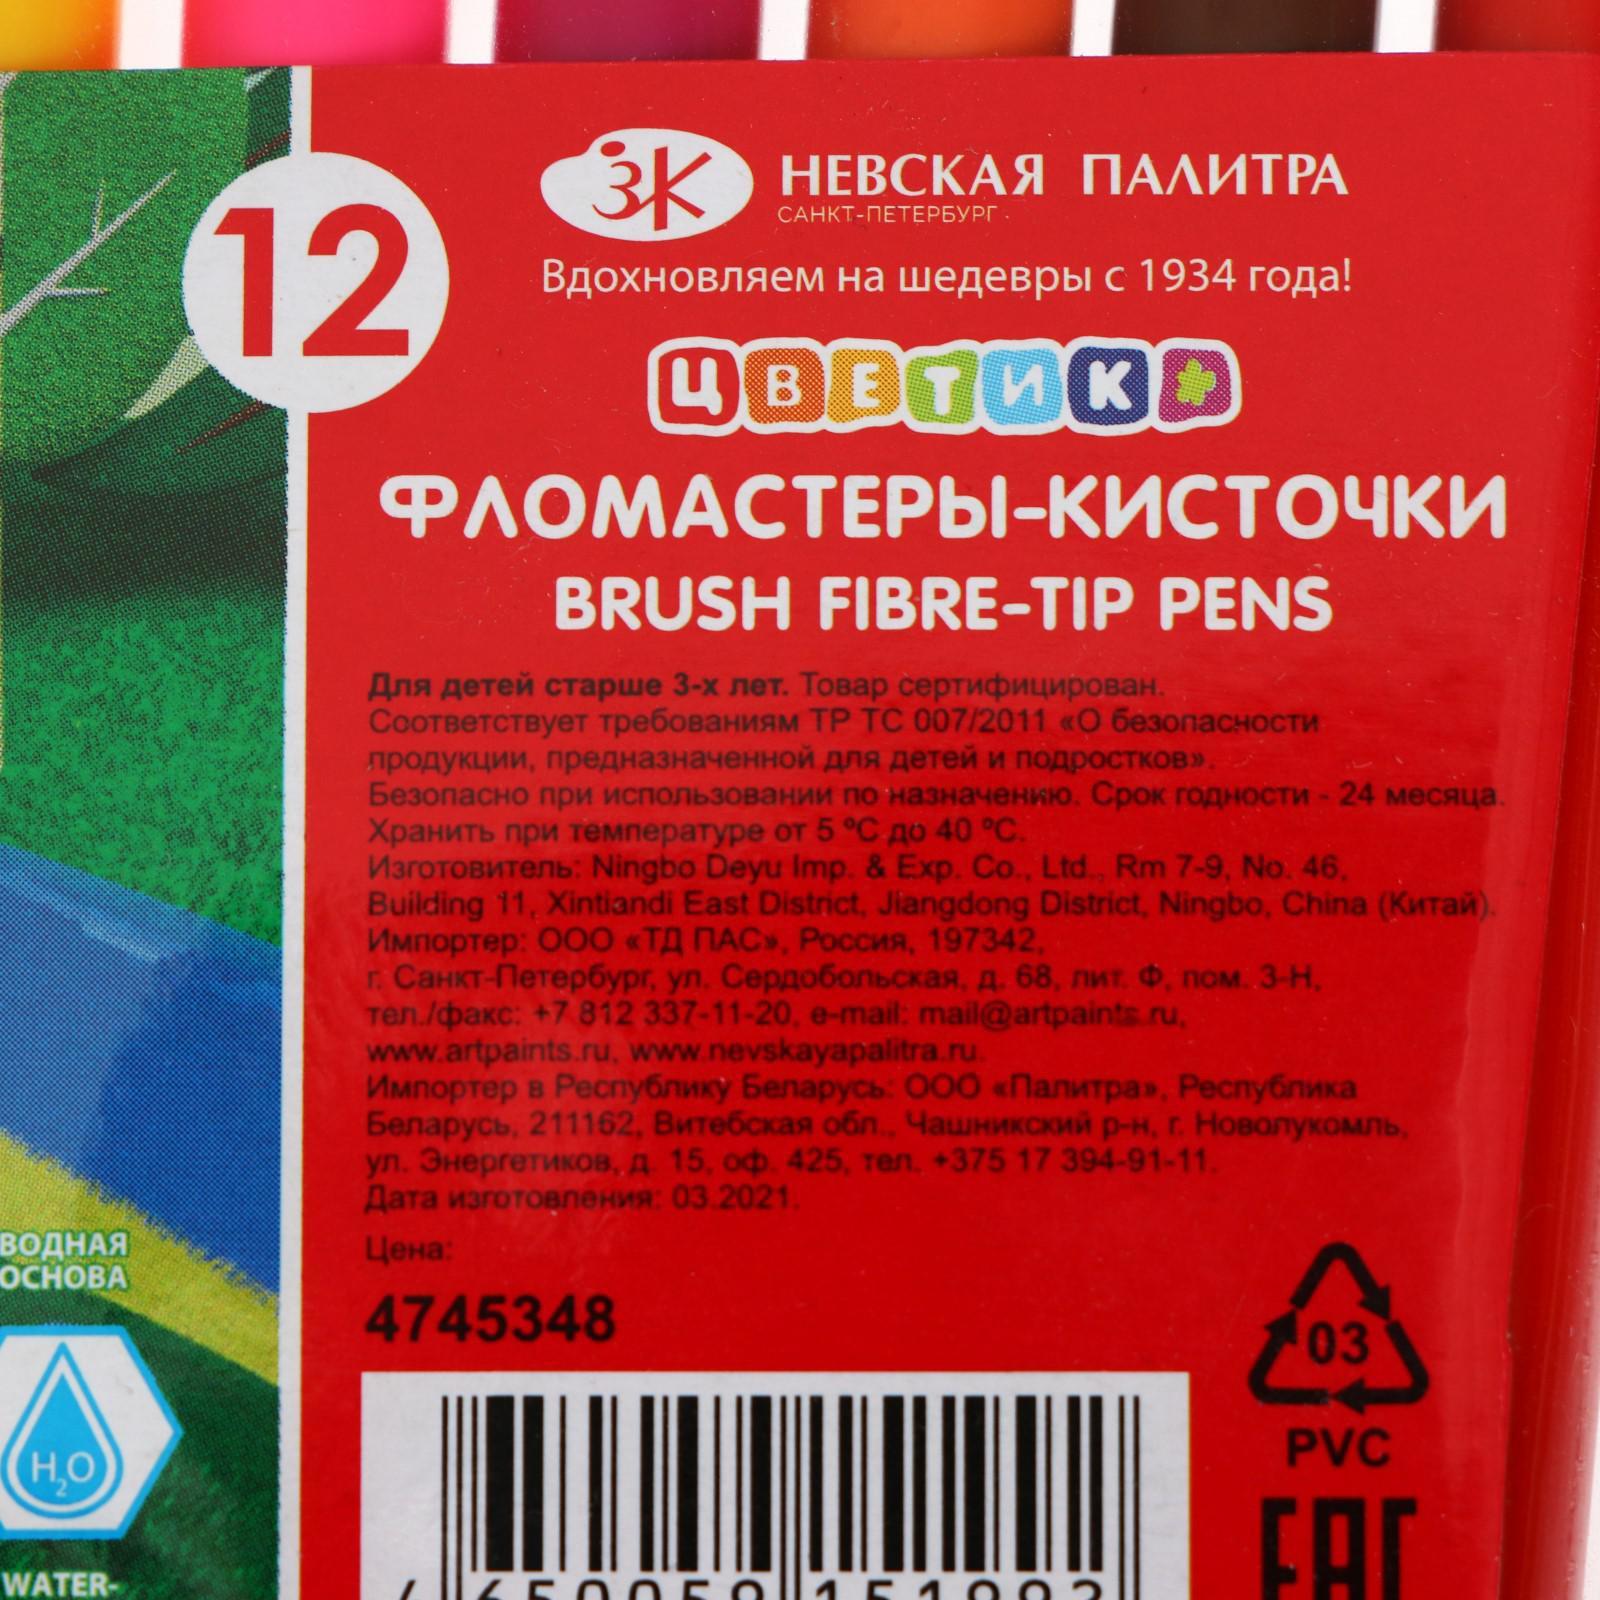 12
ЗК НЕВСКАЯ ПАЛИТРА
САНКТ-ПЕТЕРБУРГ
Вдохновляем на шедевры с 1934 года!
ЦВЕТИК
ФЛОМАСТЕРЫ-КИСТОЧКИ
BRUSH FIBRE-TIP PENS
Для детей старше 3-х лет. Товар сертифицирован.
Соответствует требованиям ТР ТС 007/2011 «О безопасности
продукции, предназначенной для детей и подростков».
Безопасно при использовании по назначению. Срок годности - 24 месяца.
Хранить при температуре от 5 ºС до 40 ºС.
Изготовитель: Ningbo Deyu Imp. & Exp. Co., Ltd., Rm 7-9, No. 46,
Building 11, Xintiandi East District, Jiangdong District, Ningbo, China (Китай).
Импортер: ООО «ТД ПАС», Россия, 197342,
г. Санкт-Петербург, ул. Сердобольская, д. 68, лит. Ф, пом. 3-Н,
тел./факс: +7 812 337-11-20, e-mail: mail@artpaints.ru,
www.artpaints.ru, www.nevskayapalitra.ru.
Импортер в Республику Беларусь: ООО «Палитра», Республика
Беларусь, 211162, Витебская обл., Чашникский р-н, г. Новолукомль,
ул. Энергетиков, д. 15, оф. 425, тел. +375 17 394-91-11.
Дата изготовления: 03.2021.
Цена:
4745348
03
PVC
EAC
4 650059 151993
ВОДНАЯ
ОСНОВА
H2O
WATER-